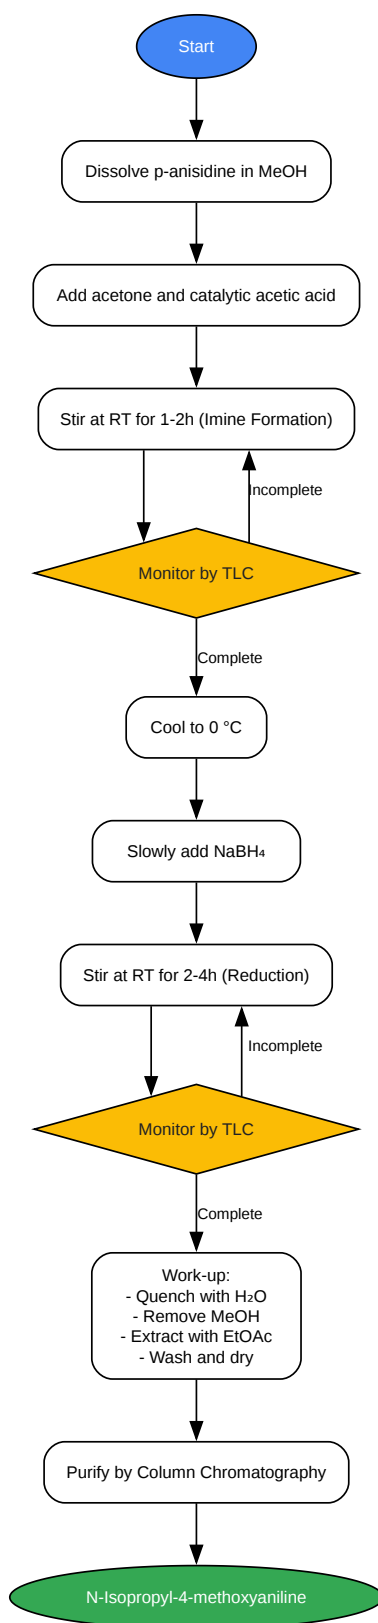 Start
Dissolve p-anisidine in MeOH
Add acetone and catalytic acetic acid
Stir at RT for 1-2h (Imine Formation)
Incomplete
Monitor by TLC
Complete
Cool to 0 °C
Slowly add NaBH₄
Stir at RT for 2-4h (Reduction)
Incomplete
Monitor by TLC
Complete
Work-up:
- Quench with H₂O
- Remove MeOH
- Extract with EtOAc
- Wash and dry
Purify by Column Chromatography
N-Isopropyl-4-methoxyaniline